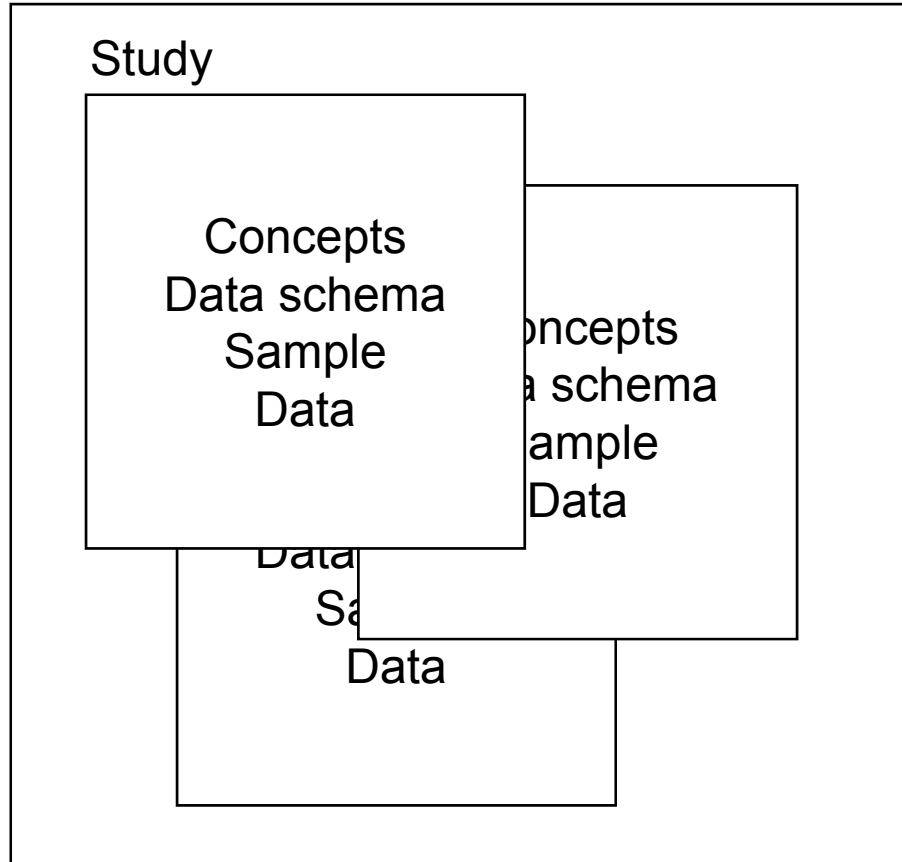 Study
Concepts
Data schema
Sample
Data
oncepts
a schema
ample
Data
Data
Sa
Data